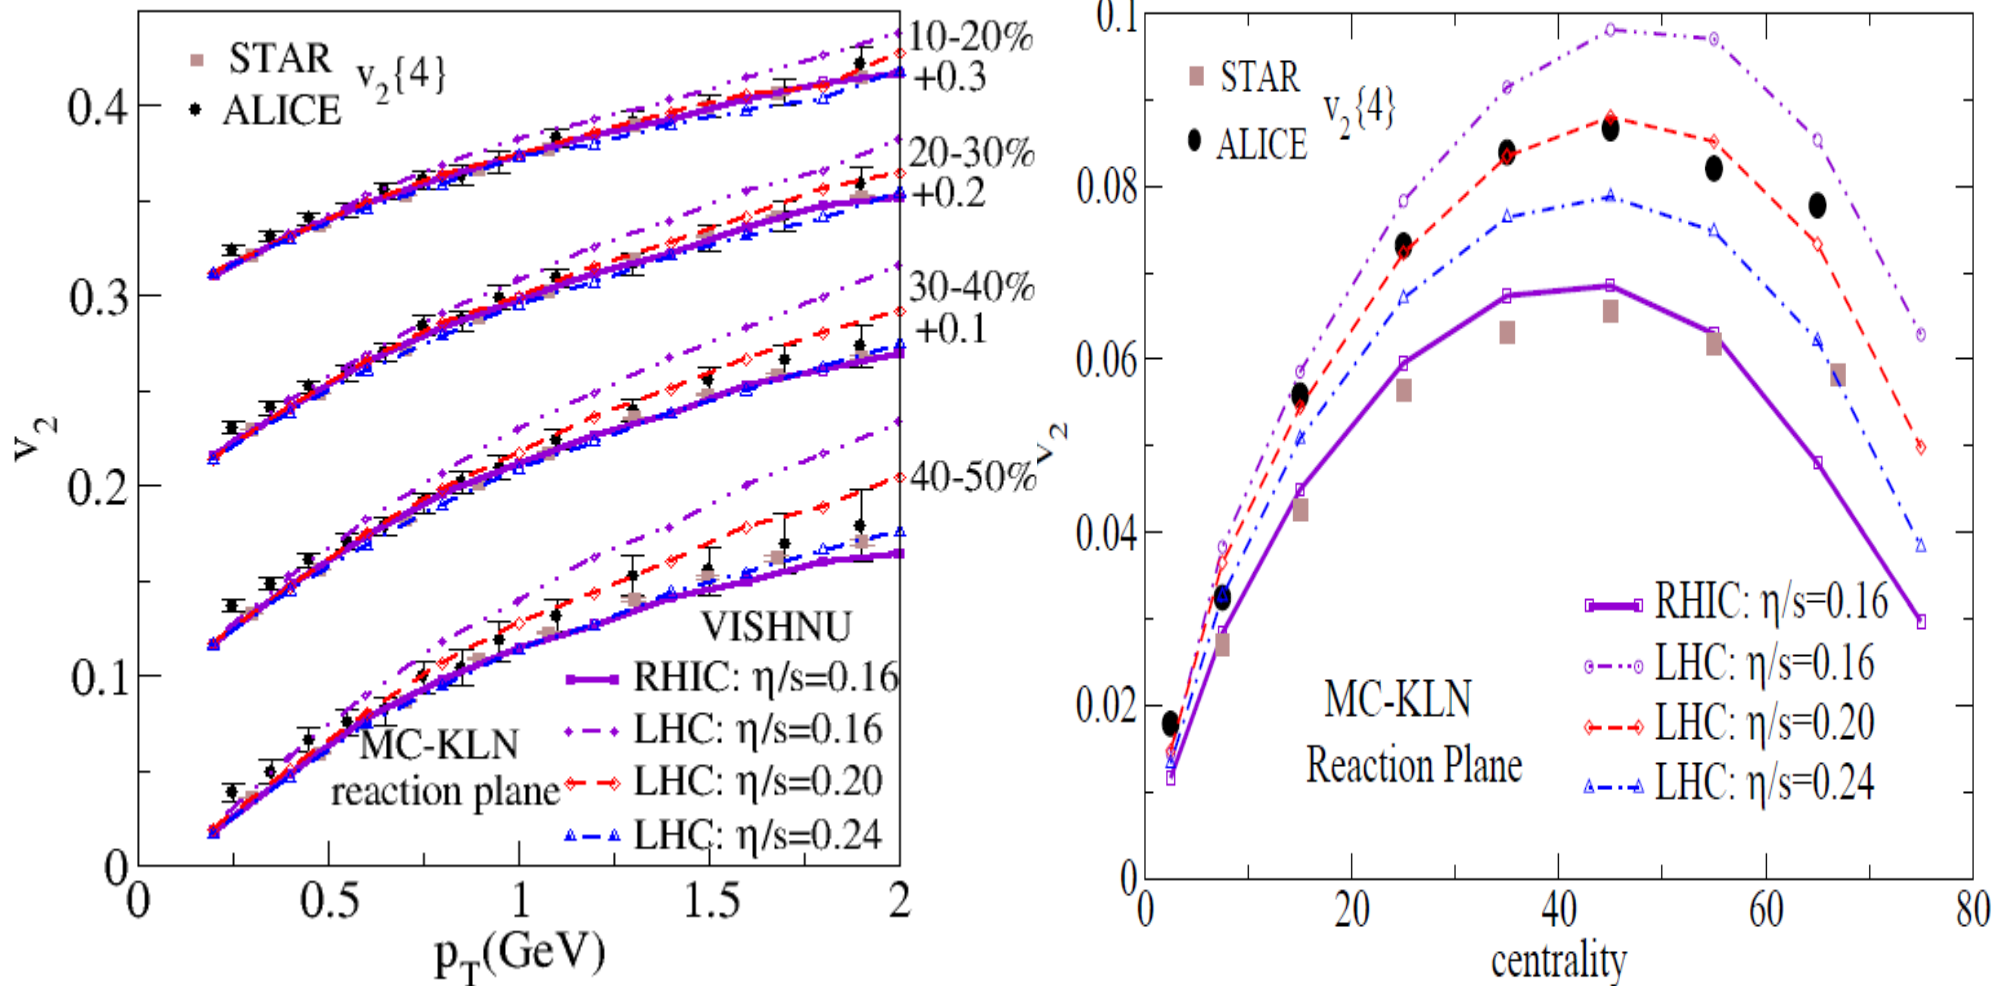 STAR
ALICE
v2{4}
10-20%
+0.3
20-30%
+0.2
30-40%
+0.1
40-50%
0.4
0.3
0.2
0.1
0
v2
VISHNU
RHIC: η/s=0.16
LHC: η/s=0.16
LHC: η/s=0.20
LHC: η/s=0.24
MC-KLN
reaction plane
0 0.5 1 1.5 2
pT(GeV)
0.1
0.08
0.06
0.04
0.02
0
v2
STAR
ALICE
v2{4}
RHIC: η/s=0.16
LHC: η/s=0.16
LHC: η/s=0.20
LHC: η/s=0.24
MC-KLN
Reaction Plane
0 20 40 60 80
centrality